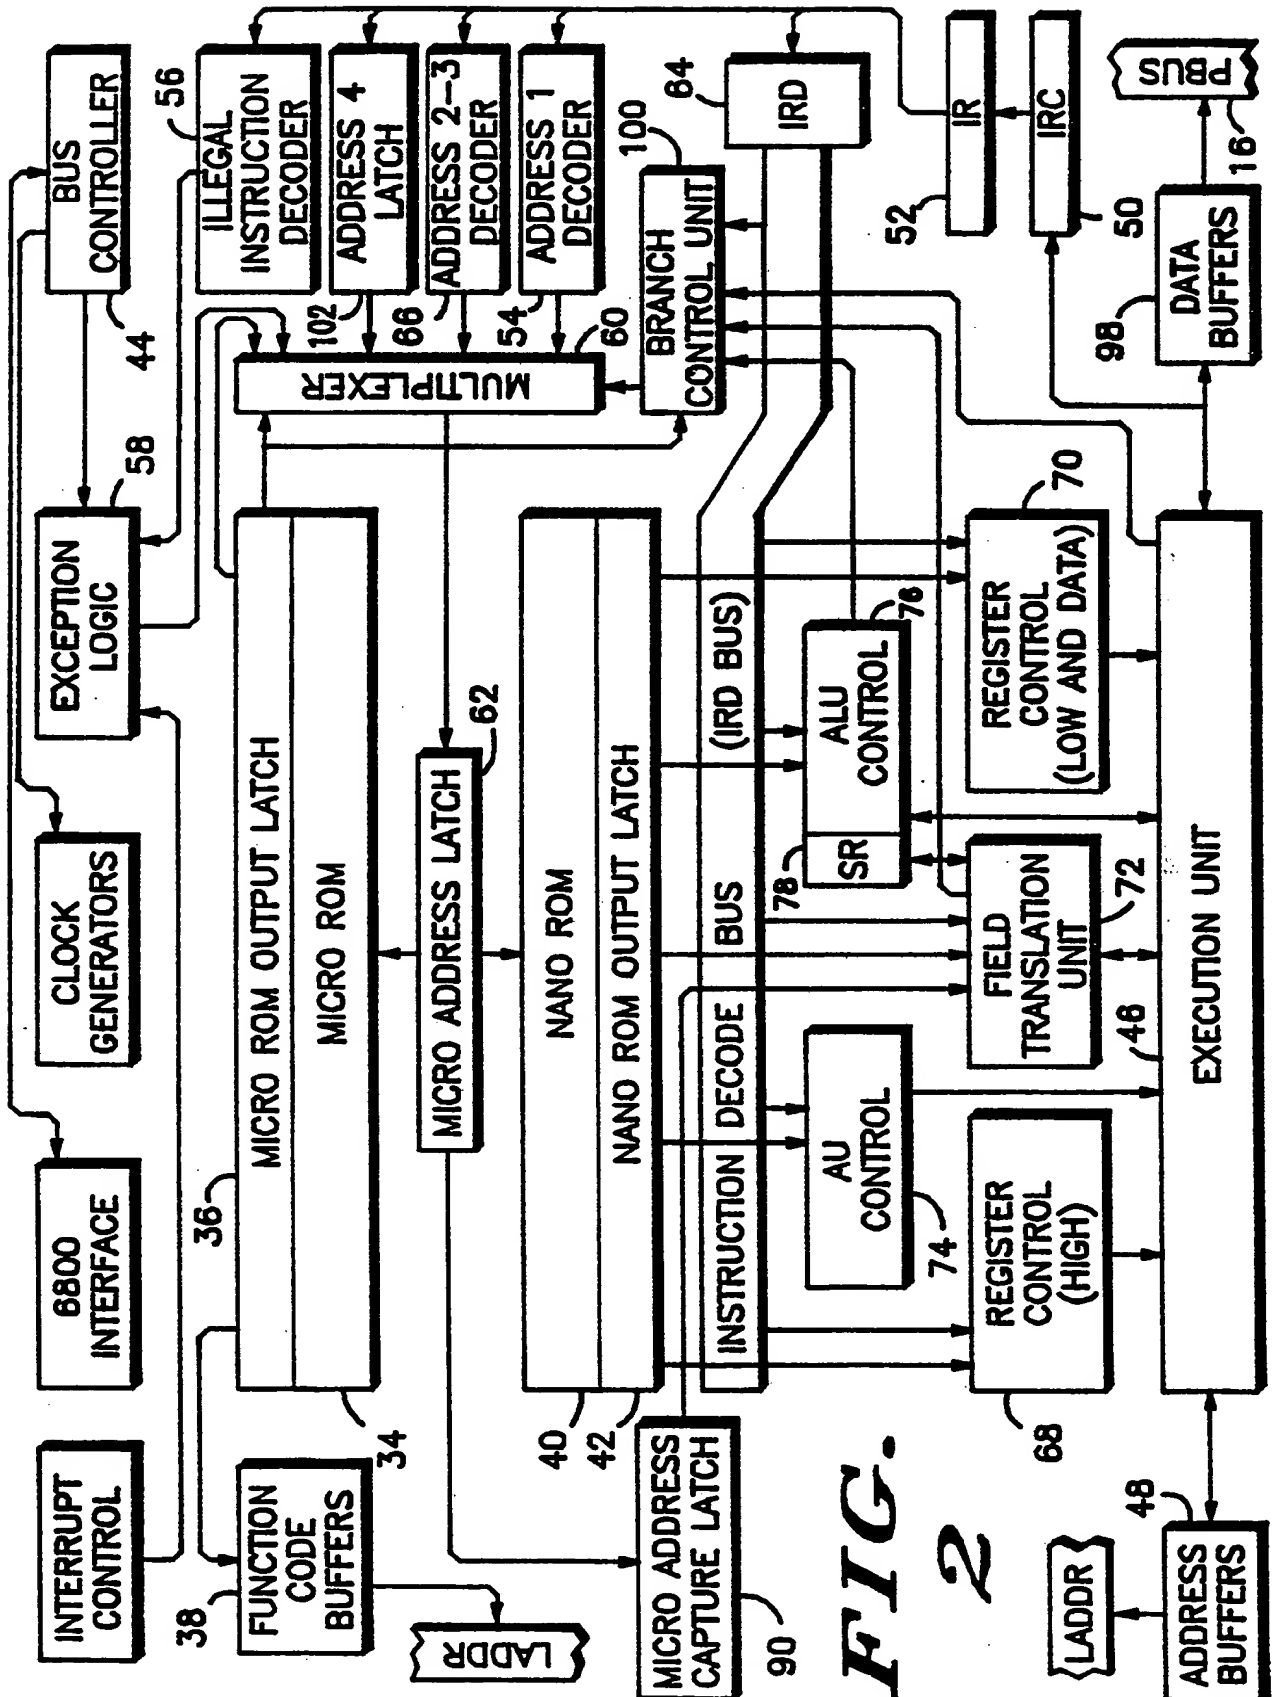 INTERRUPT
CONTROL
6800
INTERFACE
CLOCK
GENERATORS
EXCEPTION
LOGIC
58
BUS
CONTROLLER
44
38
FUNCTION
CODE
BUFFERS
LADDR
36
MICRO ROM OUTPUT LATCH
MICRO ROM
34
MULTIPLEXER
60
56
ILLEGAL
INSTRUCTION
DECODER
ADDRESS 4
LATCH
102
ADDRESS 2-3
DECODER
66
ADDRESS 1
DECODER
54
MICRO ADDRESS LATCH
62
40
NANO ROM
42
NANO ROM OUTPUT LATCH
BRANCH
CONTROL UNIT
100
64
IRD
MICRO ADDRESS
CAPTURE LATCH
90
INSTRUCTION DECODE BUS (IRD BUS)
AU
CONTROL
74
78
SR
ALU
CONTROL
76
52
IR
IRC
50
68
REGISTER
CONTROL
(HIGH)
FIELD
TRANSLATION
UNIT
72
REGISTER
CONTROL
(LOW AND DATA)
70
46
EXECUTION UNIT
LADDR
48
ADDRESS
BUFFERS
98
DATA
BUFFERS
PBUS
16
FIG.
2